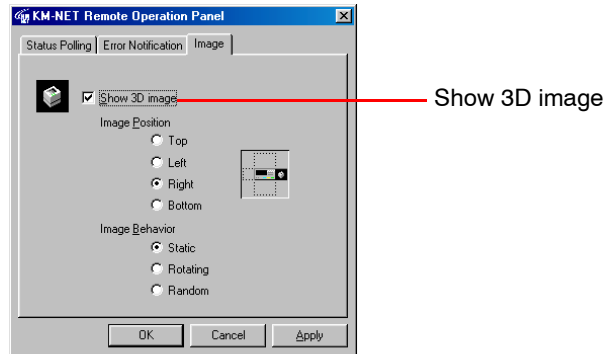 KM-NET Remote Operation Panel
Status Polling Error Notification Image
Show 3D image
Show 3D image
Image Position
Top
Left
Right
Bottom
Image Behavior
Static
Rotating
Random
OK Cancel Apply